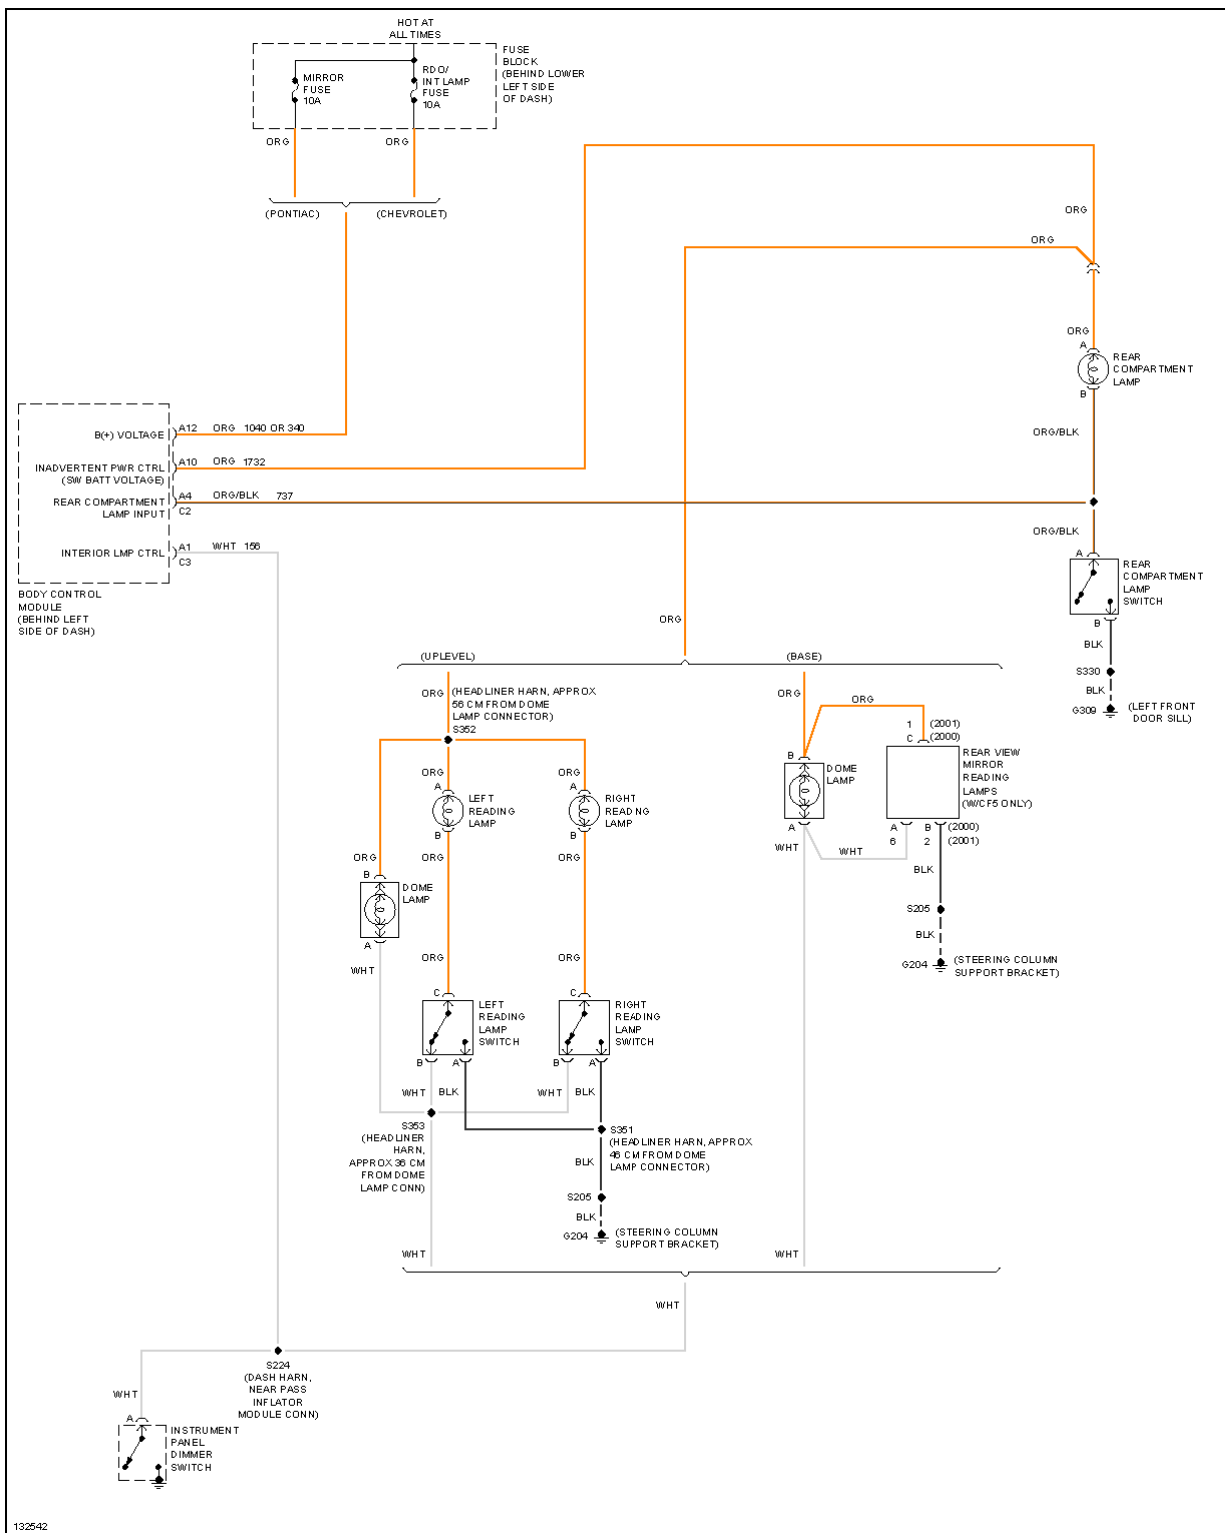 HOT AT
ALL TIMES
FUSE
BLOCK
(BEHIND LOWER
LEFT SIDE
OF DASH)
MIRROR
FUSE
10A
RDO/
INT LAMP
FUSE
10A
ORG
ORG
(PONTIAC)
(CHEVROLET)
ORG
ORG
ORG
A
REAR
COMPARTMENT
LAMP
B
ORG/BLK
B(+) VOLTAGE
A12
ORG
1040 OR 340
INADVERTENT PWR CTRL
(SW BATT VOLTAGE)
A10
ORG
1732
REAR COMPARTMENT
LAMP INPUT
A4
C2
ORG/BLK
737
INTERIOR LMP CTRL
A1
C3
WHT
156
BODY CONTROL
MODULE
(BEHIND LEFT
SIDE OF DASH)
ORG/BLK
A
REAR
COMPARTMENT
LAMP
SWITCH
B
BLK
S330
BLK
G309
(LEFT FRONT
DOOR SILL)
ORG
(UPLEVEL)
(BASE)
ORG
(HEADLINER HARN, APPROX
56 CM FROM DOME
LAMP CONNECTOR)
S352
ORG
ORG
1
(2001)
C
(2000)
B
DOME
LAMP
A
REAR VIEW
MIRROR
READING
LAMPS
(W/CF5 ONLY)
A
B
(2000)
6
2
(2001)
WHT
WHT
BLK
S205
BLK
G204
(STEERING COLUMN
SUPPORT BRACKET)
ORG
A
LEFT
READING
LAMP
B
ORG
A
RIGHT
READNG
LAMP
B
ORG
ORG
ORG
B
DOME
LAMP
A
WHT
ORG
ORG
C
LEFT
READING
LAMP
SWITCH
B
A
C
RIGHT
READING
LAMP
SWITCH
B
A
WHT
BLK
WHT
BLK
S353
(HEADLINER
HARN,
APPROX 36 CM
FROM DOME
LAMP CONN)
S351
(HEADLINER HARN, APPROX
46 CM FROM DOME
LAMP CONNECTOR)
BLK
S205
BLK
G204
(STEERING COLUMN
SUPPORT BRACKET)
WHT
WHT
WHT
S224
(DASH HARN,
NEAR PASS
INFLATOR
MODULE CONN)
WHT
A
INSTRUMENT
PANEL
DIMMER
SWITCH
132542